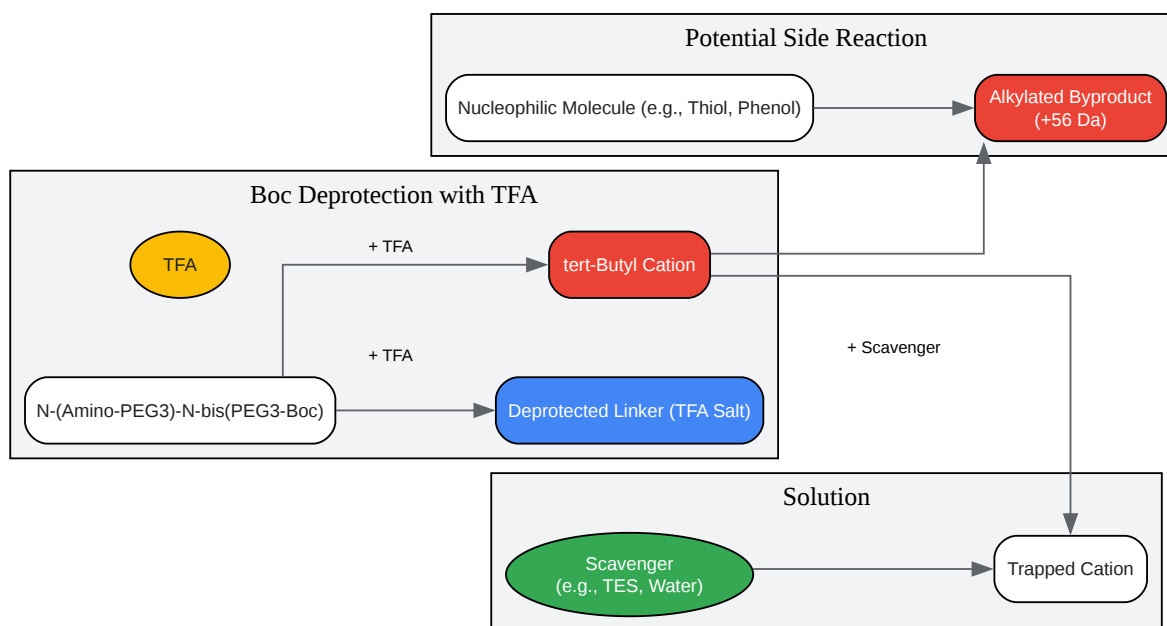 Potential Side Reaction
Nucleophilic Molecule (e.g., Thiol, Phenol)
Alkylated Byproduct
(+56 Da)
Boc Deprotection with TFA
+ TFA
TFA
tert-Butyl Cation
+ TFA
+ Scavenger
N-(Amino-PEG3)-N-bis(PEG3-Boc)
Deprotected Linker (TFA Salt)
Solution
Scavenger
(e.g., TES, Water)
Trapped Cation